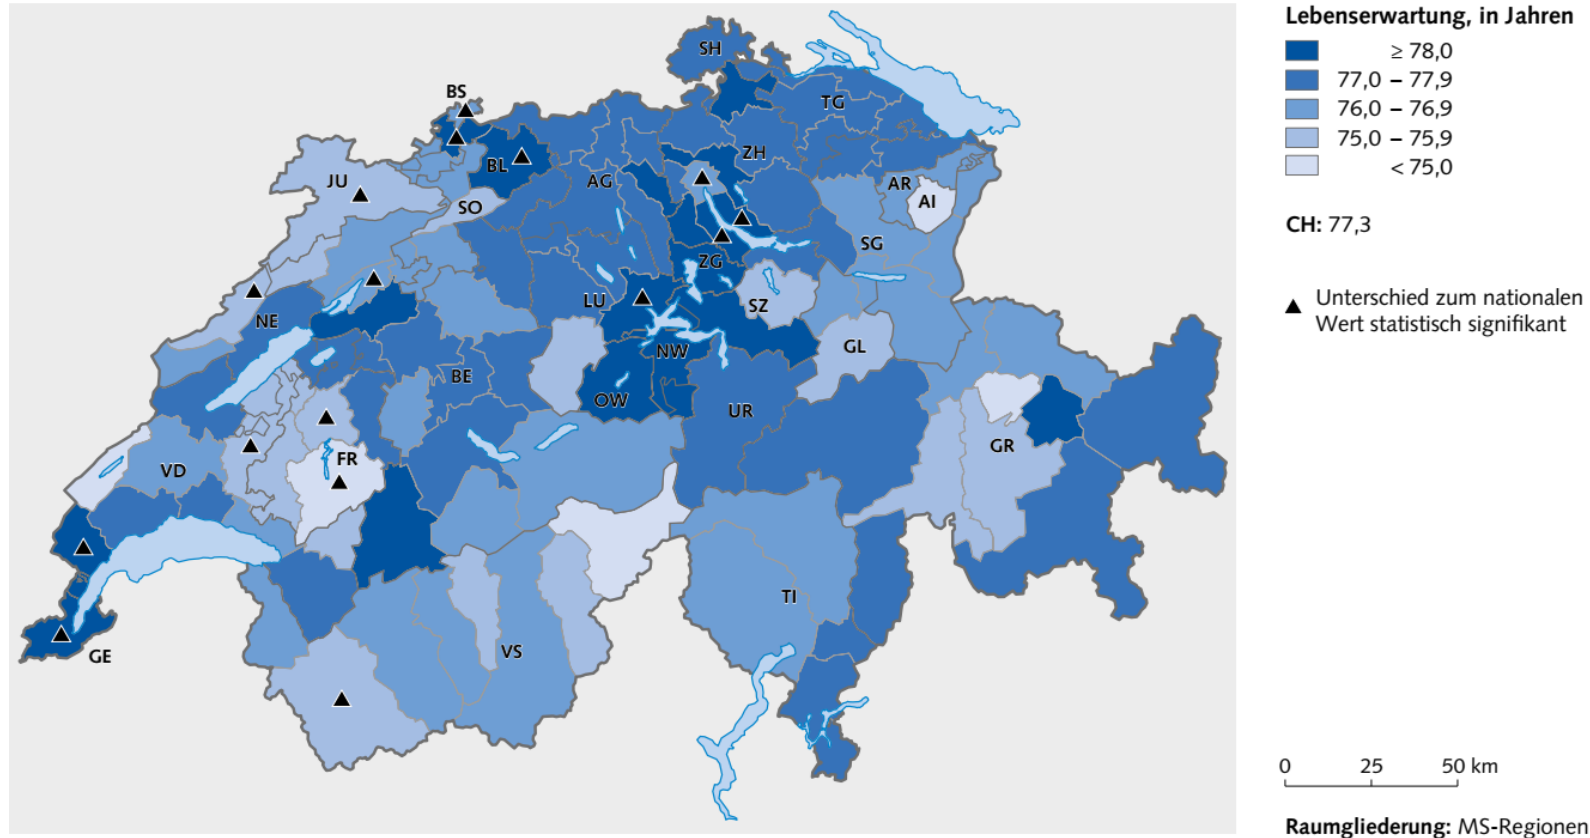 Lebenserwartung, in Jahren
≥ 78,0
77,0 – 77,9
76,0 – 76,9
75,0 – 75,9
< 75,0
CH: 77,3
Unterschied zum nationalen
Wert statistisch signifikant
SH
BS
TG
ZH
BL
JU
AG
AR
AI
SO
SG
ZG
LU
SZ
NE
NW
GL
BE
OW
UR
GR
FR
VD
TI
VS
GE
0 25 50 km
Raumgliederung: MS-Regionen